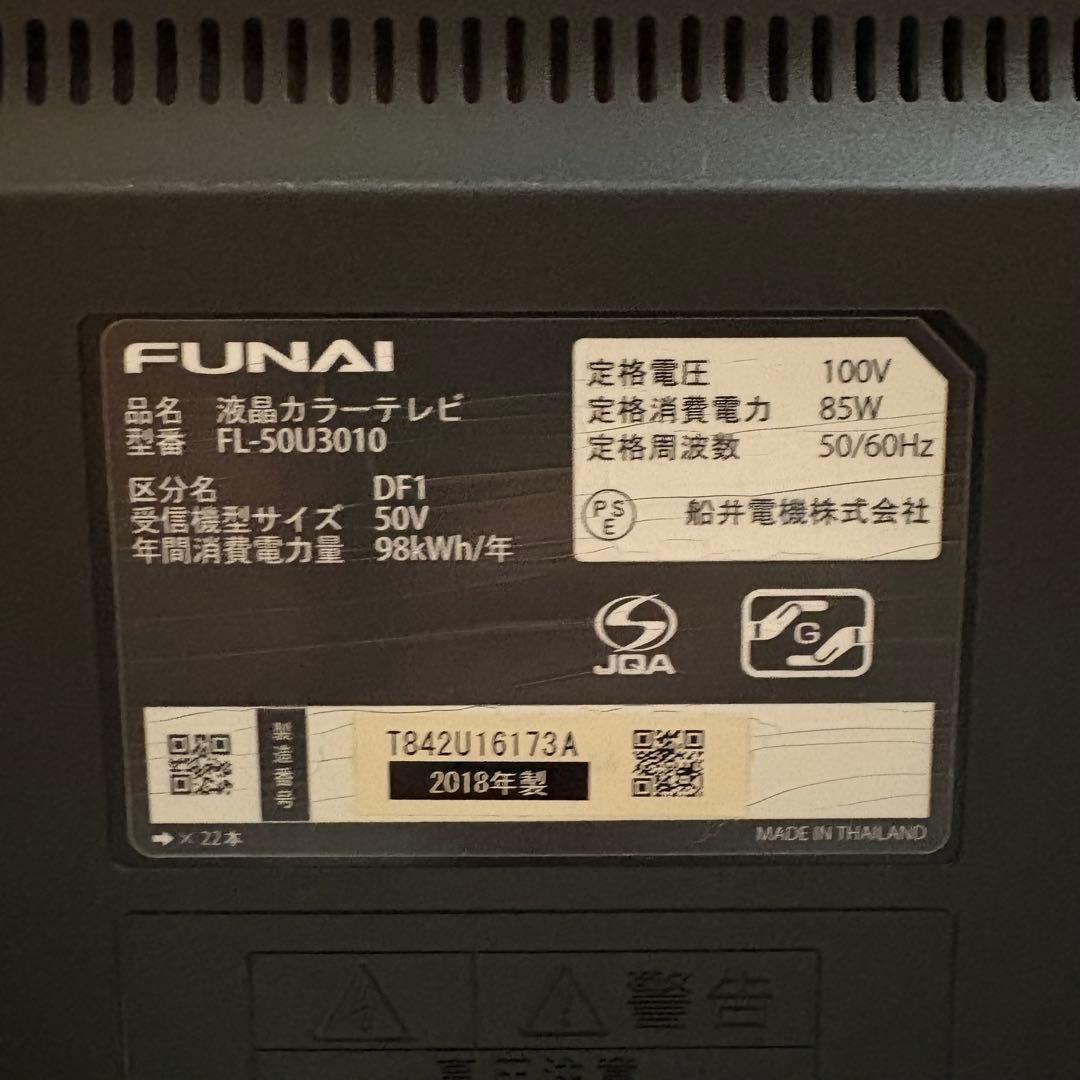 FUNAI
品名 液晶カラーテレビ
型番 FL-50U3010
区分名 DF1
受信機型サイズ 50V
年間消費電力量 98kWh/年
定格電圧 100V
定格消費電力 85W
定格周波数 50/60Hz
PSE 船井電機株式会社
JQA
G
製造番号
T842U16173A
2018年製
➡× 22本
MADE IN THAILAND
警告